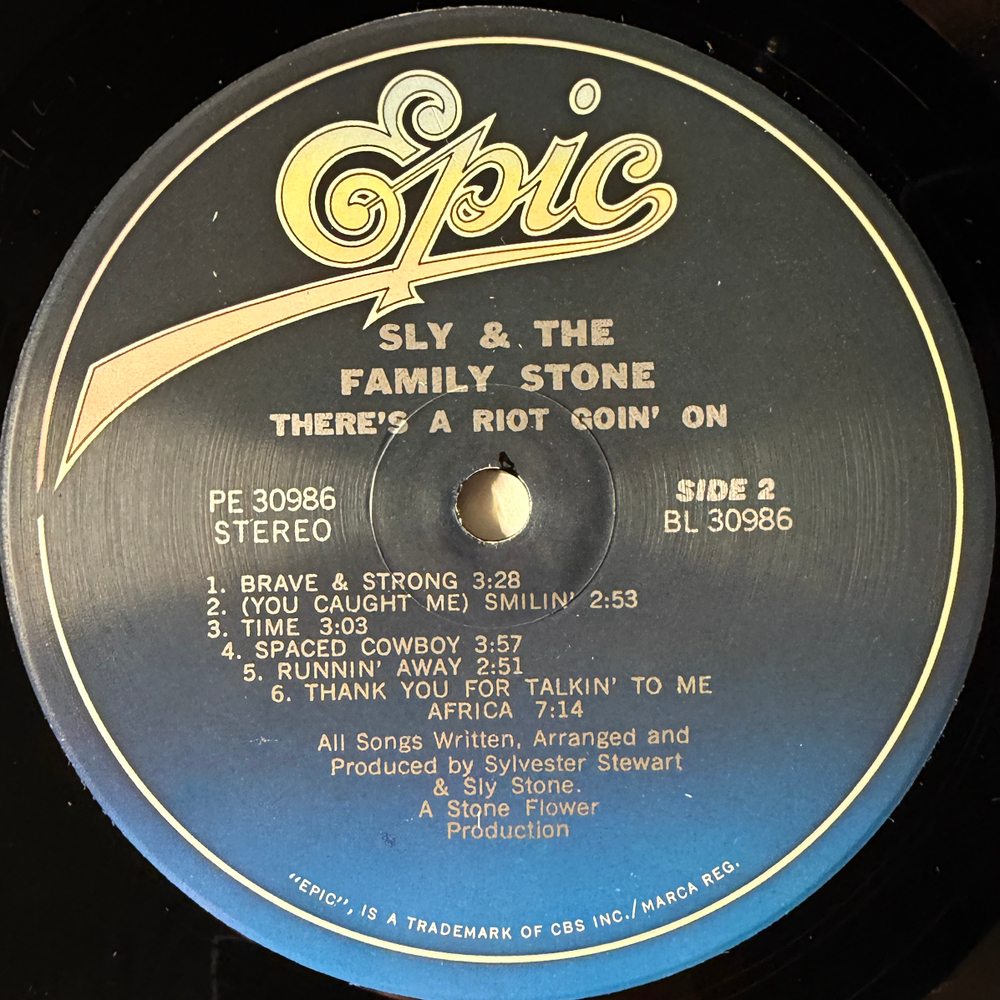 Epic
SLY & THE
FAMILY STONE
THERE'S A RIOT GOIN' ON
PE 30986
STEREO
SIDE 2
BL 30986
1. BRAVE & STRONG 3:28
2. (YOU CAUGHT ME) SMILIN' 2:53
3. TIME 3:03
4. SPACED COWBOY 3:57
5. RUNNIN' AWAY 2:51
6. THANK YOU FOR TALKIN' TO ME
AFRICA 7:14
All Songs Written, Arranged and
Produced by Sylvester Stewart
& Sly Stone.
A Stone Flower
Production
"EPIC", IS A TRADEMARK OF CBS INC./MARCA REG.